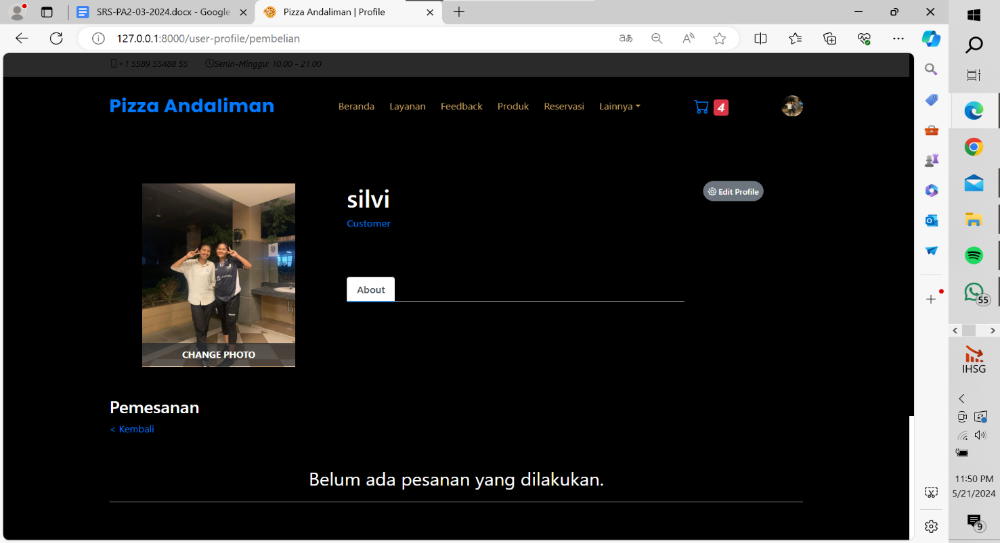 SRS-PA2-03-2024.docx - Google
Pizza Andaliman | Profile
127.0.0.1:8000/user-profile/pembelian
aあ
+1 5589 55488 55 Senin-Minggu: 10.00 - 21.00
Pizza Andaliman
Beranda Layanan Feedback Produk Reservasi Lainnya
4
silvi
Edit Profile
Customer
About
CHANGE PHOTO
Pemesanan
< Kembali
Belum ada pesanan yang dilakukan.
55
IHSG
11:50 PM
5/21/2024
9